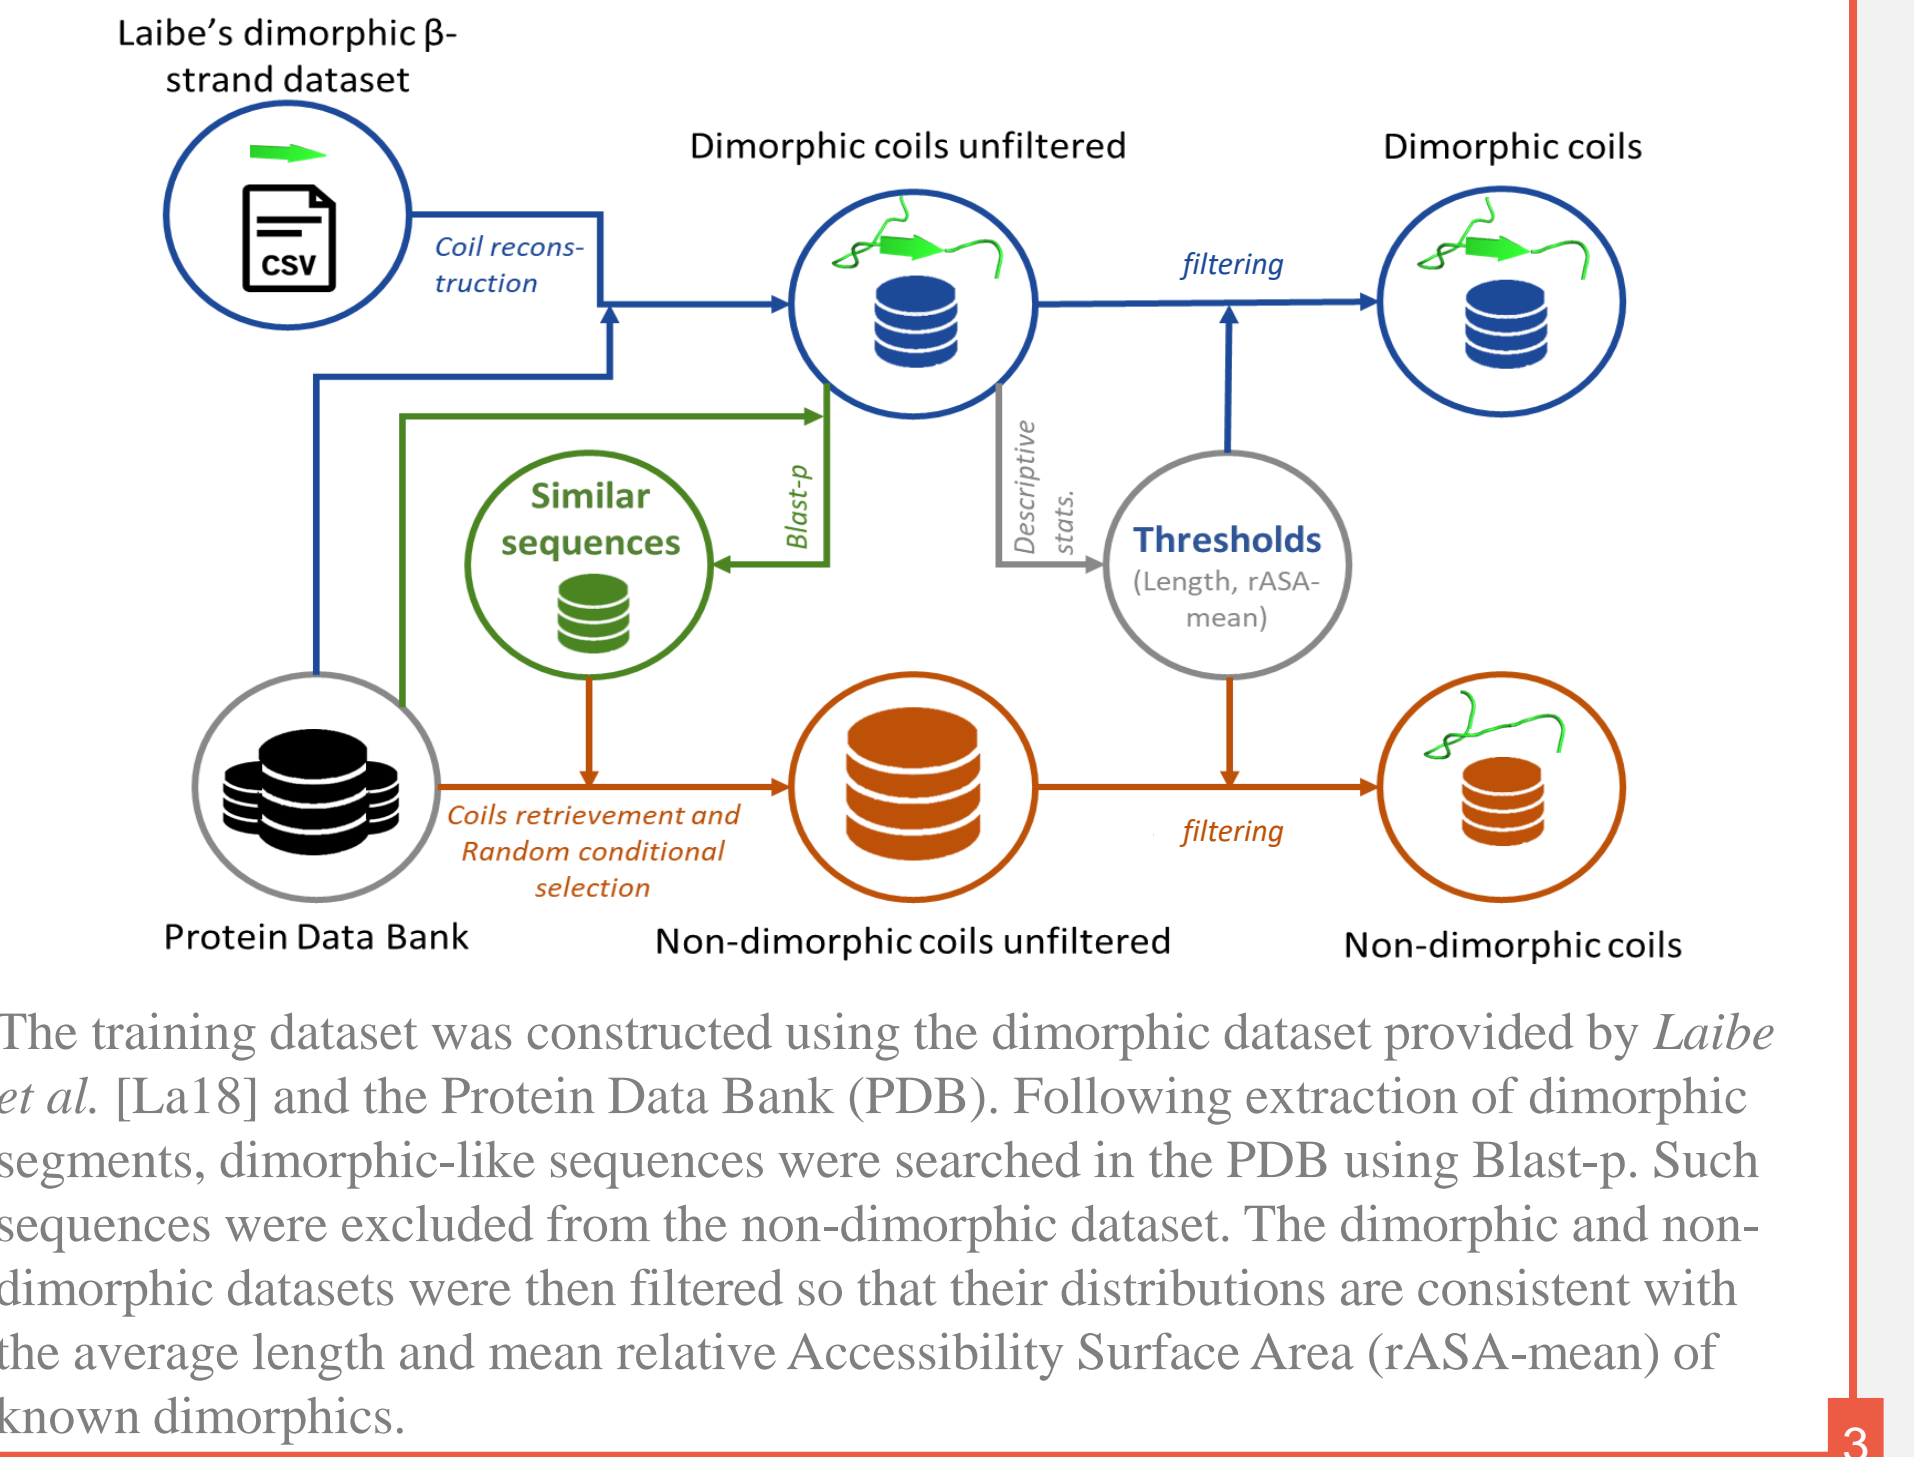 Laibe's dimorphic β-
strand dataset
Dimorphic coils unfiltered
Dimorphic coils
CSV
Coil recons-
truction
filtering
Similar
sequences
Blast-p
Descriptive
stats.
Thresholds
(Length, rASA-
mean)
Coils retrievement and
Random conditional
selection
filtering
Protein Data Bank
Non-dimorphic coils unfiltered
Non-dimorphic coils
The training dataset was constructed using the dimorphic dataset provided by Laibe
et al. [La18] and the Protein Data Bank (PDB). Following extraction of dimorphic
segments, dimorphic-like sequences were searched in the PDB using Blast-p. Such
sequences were excluded from the non-dimorphic dataset. The dimorphic and non-
dimorphic datasets were then filtered so that their distributions are consistent with
the average length and mean relative Accessibility Surface Area (rASA-mean) of
known dimorphics.
3